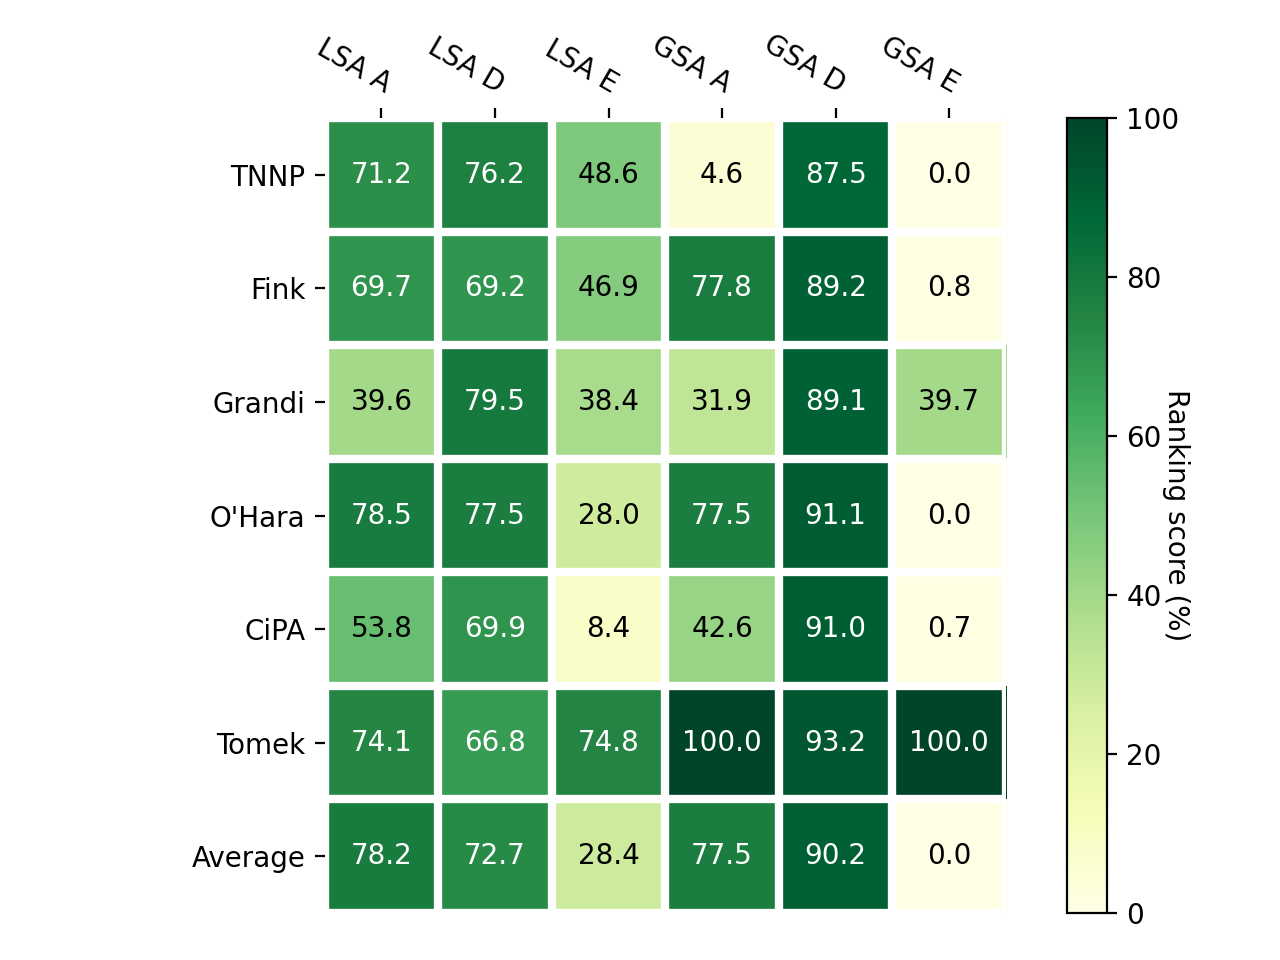 LSA A LSA D LSA E GSA A GSA D GSA E
TNNP 71.2 76.2 48.6 4.6 87.5 0.0
Fink 69.7 69.2 46.9 77.8 89.2 0.8
Grandi 39.6 79.5 38.4 31.9 89.1 39.7
O'Hara 78.5 77.5 28.0 77.5 91.1 0.0
CiPA 53.8 69.9 8.4 42.6 91.0 0.7
Tomek 74.1 66.8 74.8 100.0 93.2 100.0
Average 78.2 72.7 28.4 77.5 90.2 0.0
100
80
60
40
20
0
Ranking score (%)